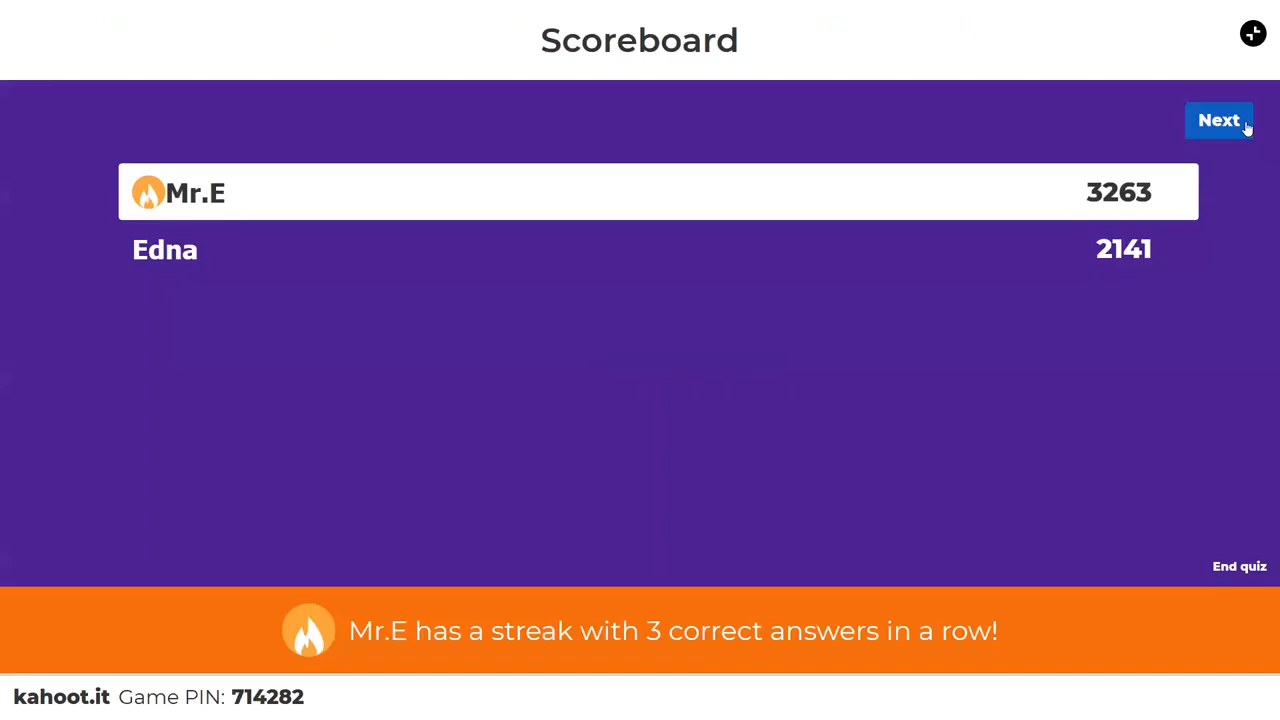 Scoreboard
Next
Mr.E 3263
Edna 2141
End quiz
Mr.E has a streak with 3 correct answers in a row!
kahoot.it Game PIN: 714282